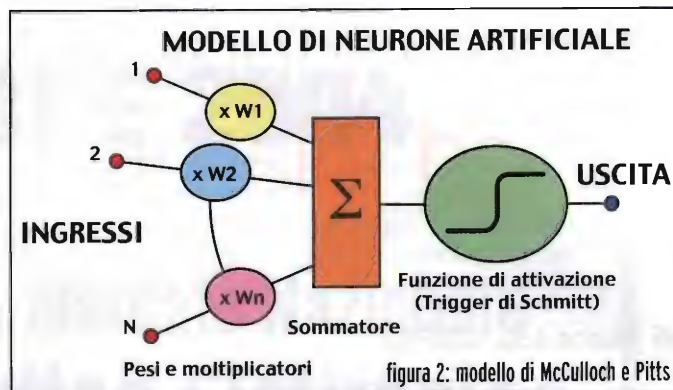 MODELLO DI NEURONE ARTIFICIALE
1
x W1
2
x W2
Σ
USCITA
INGRESSI
x Wn
Funzione di attivazione
(Trigger di Schmitt)
N
Sommatore
Pesi e moltiplicatori
figura 2: modello di McCulloch e Pitts